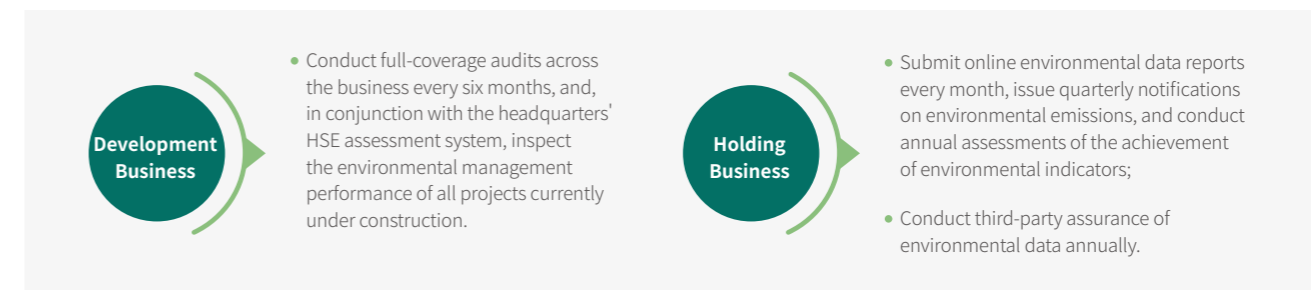 Development
Business
• Conduct full-coverage audits across
the business every six months, and,
in conjunction with the headquarters'
HSE assessment system, inspect
the environmental management
performance of all projects currently
under construction.
Holding
Business
• Submit online environmental data reports
every month, issue quarterly notifications
on environmental emissions, and conduct
annual assessments of the achievement
of environmental indicators;
• Conduct third-party assurance of
environmental data annually.